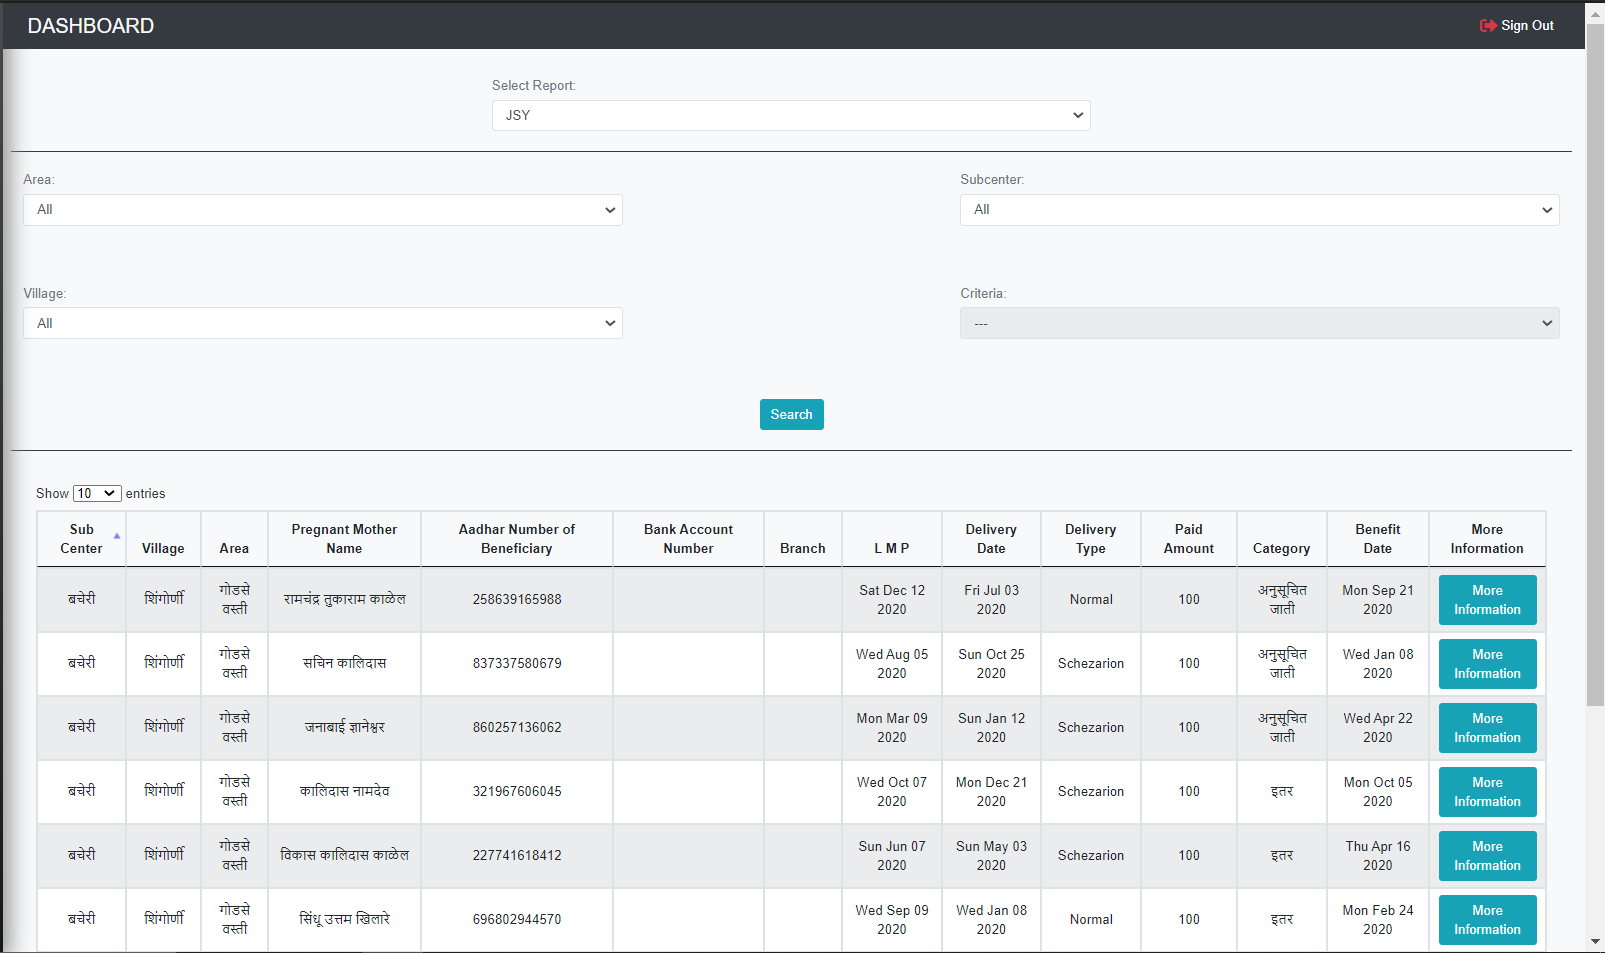 DASHBOARD
Sign Out
Select Report:
JSY
Area:
All
Subcenter:
All
Village:
All
Criteria:
---
Search
Show 10 entries
Sub Center Village Area Pregnant Mother Name Aadhar Number of Beneficiary Bank Account Number Branch L M P Delivery Date Delivery Type Paid Amount Category Benefit Date More Information
बचेरी शिंगोर्णी गोडसे वस्ती रामचंद्र तुकाराम काळेल 258639165988 Sat Dec 12 2020 Fri Jul 03 2020 Normal 100 अनुसूचित जाती Mon Sep 21 2020 More Information
बचेरी शिंगोर्णी गोडसे वस्ती सचिन कालिदास 837337580679 Wed Aug 05 2020 Sun Oct 25 2020 Schezarion 100 अनुसूचित जाती Wed Jan 08 2020 More Information
बचेरी शिंगोर्णी गोडसे वस्ती जनाबाई ज्ञानेश्वर 860257136062 Mon Mar 09 2020 Sun Jan 12 2020 Schezarion 100 अनुसूचित जाती Wed Apr 22 2020 More Information
बचेरी शिंगोर्णी गोडसे वस्ती कालिदास नामदेव 321967606045 Wed Oct 07 2020 Mon Dec 21 2020 Schezarion 100 इतर Mon Oct 05 2020 More Information
बचेरी शिंगोर्णी गोडसे वस्ती विकास कालिदास काळेल 227741618412 Sun Jun 07 2020 Sun May 03 2020 Schezarion 100 इतर Thu Apr 16 2020 More Information
बचेरी शिंगोर्णी गोडसे वस्ती सिंधू उत्तम खिलारे 696802944570 Wed Sep 09 2020 Wed Jan 08 2020 Normal 100 इतर Mon Feb 24 2020 More Information